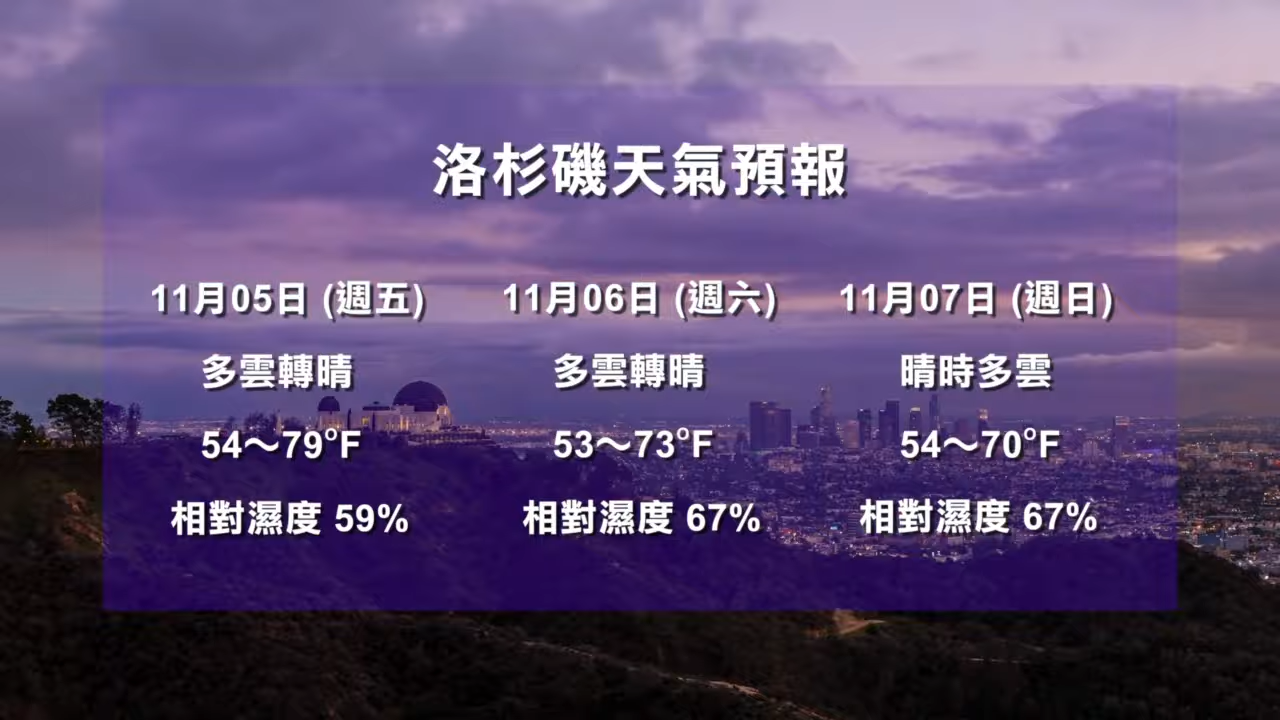 洛杉磯天氣預報
11月05日 (週五) 11月06日 (週六) 11月07日 (週日)
多雲轉晴 多雲轉晴 晴時多雲
54～79°F 53～73°F 54～70°F
相對濕度 59% 相對濕度 67% 相對濕度 67%